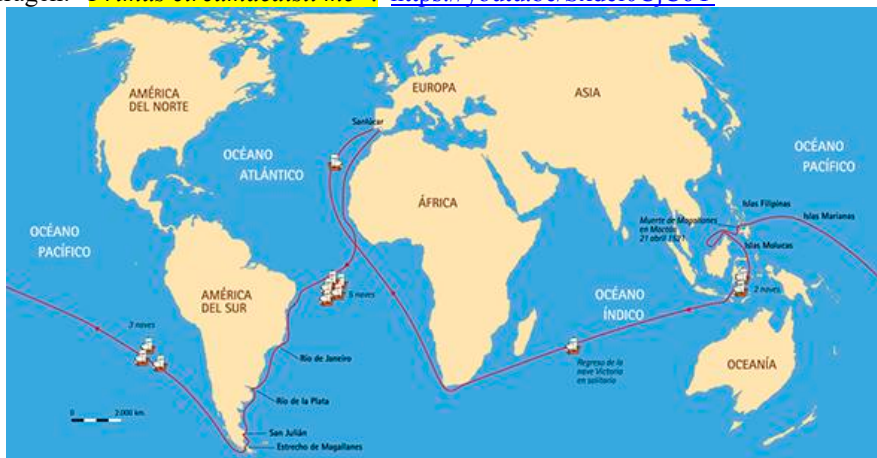 "Primus circumdedisti me".
AMÉRICA
DEL NORTE
EUROPA
ASIA
Sanlúcar
OCÉANO
ATLÁNTICO
OCÉANO
PACÍFICO
ÁFRICA
Islas Filipinas
Muerte de Magallanes
en Mactán
21 abril 1521
Islas Marianas
Islas Molucas
OCÉANO
PACÍFICO
AMÉRICA
DEL SUR
5 naves
OCÉANO
ÍNDICO
2 naves
3 naves
Río de Janeiro
Regreso de la
nave Victoria
en solitario
OCEANÍA
Río de la Plata
0 2.000 km.
San Julián
Estrecho de Magallanes